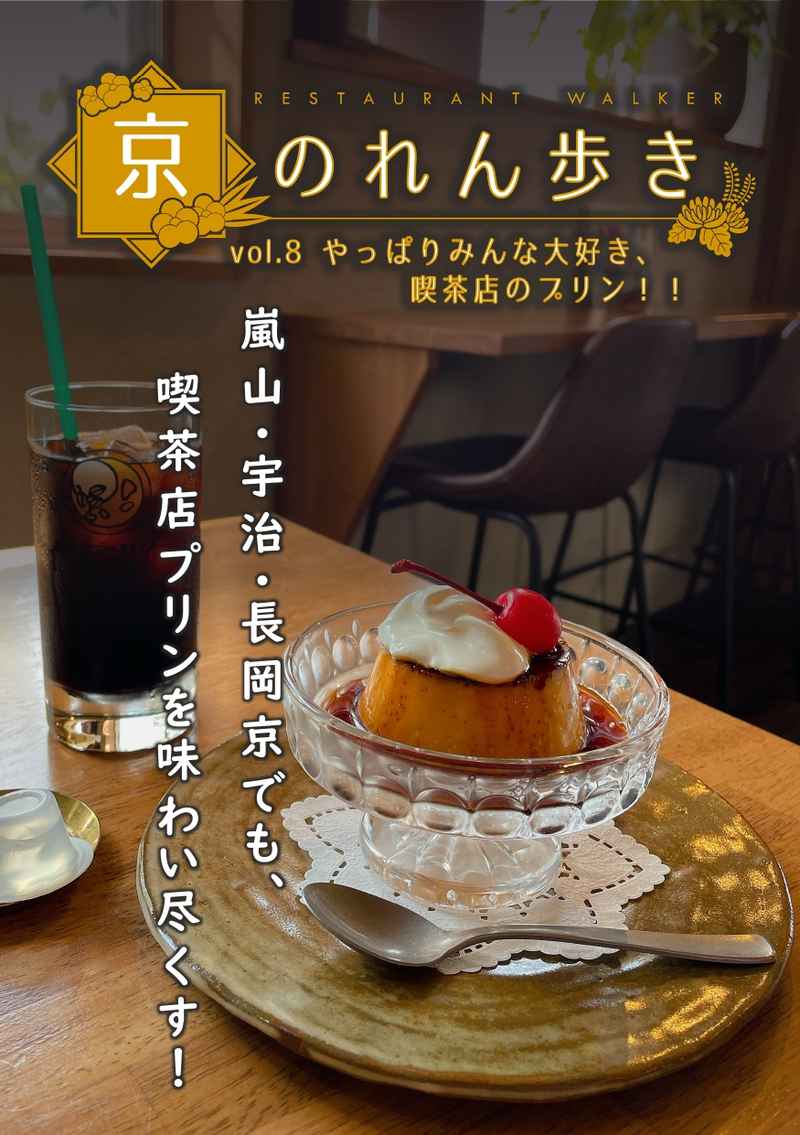 RESTAURANT WALKER
京のれん歩き
vol.8 やっぱりみんな大好き、
喫茶店のプリン！！
嵐山・宇治・長岡京でも、
喫茶店プリンを味わい尽くす！